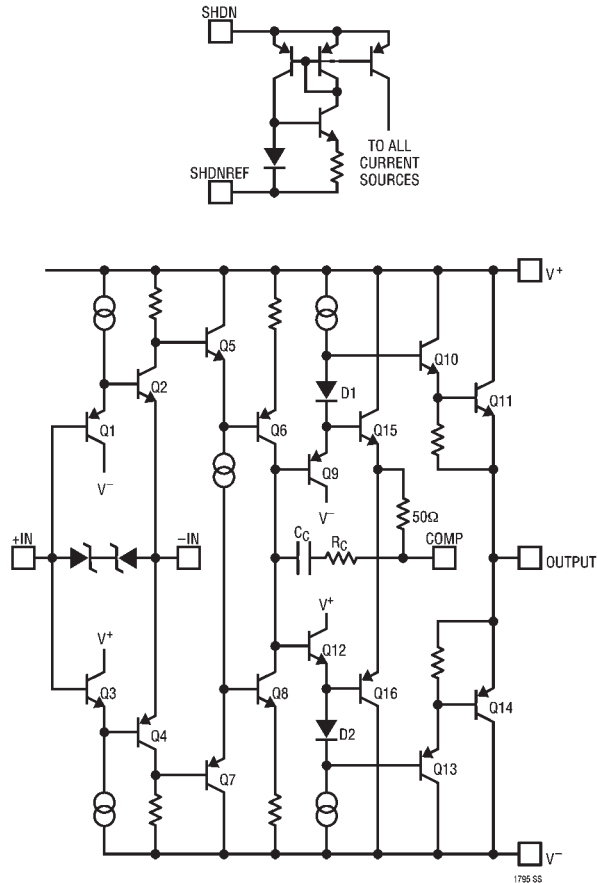 SHDN
TO ALL
CURRENT
SOURCES
SHDNREF
V+
Q5
Q10
Q2
D1
Q11
Q1
Q6
Q15
Q9
V−
V−
50Ω
+IN
−IN
CC
RC
COMP
OUTPUT
V+
V+
Q12
Q3
Q8
Q16
Q14
Q4
D2
Q7
Q13
V−
1795 SS